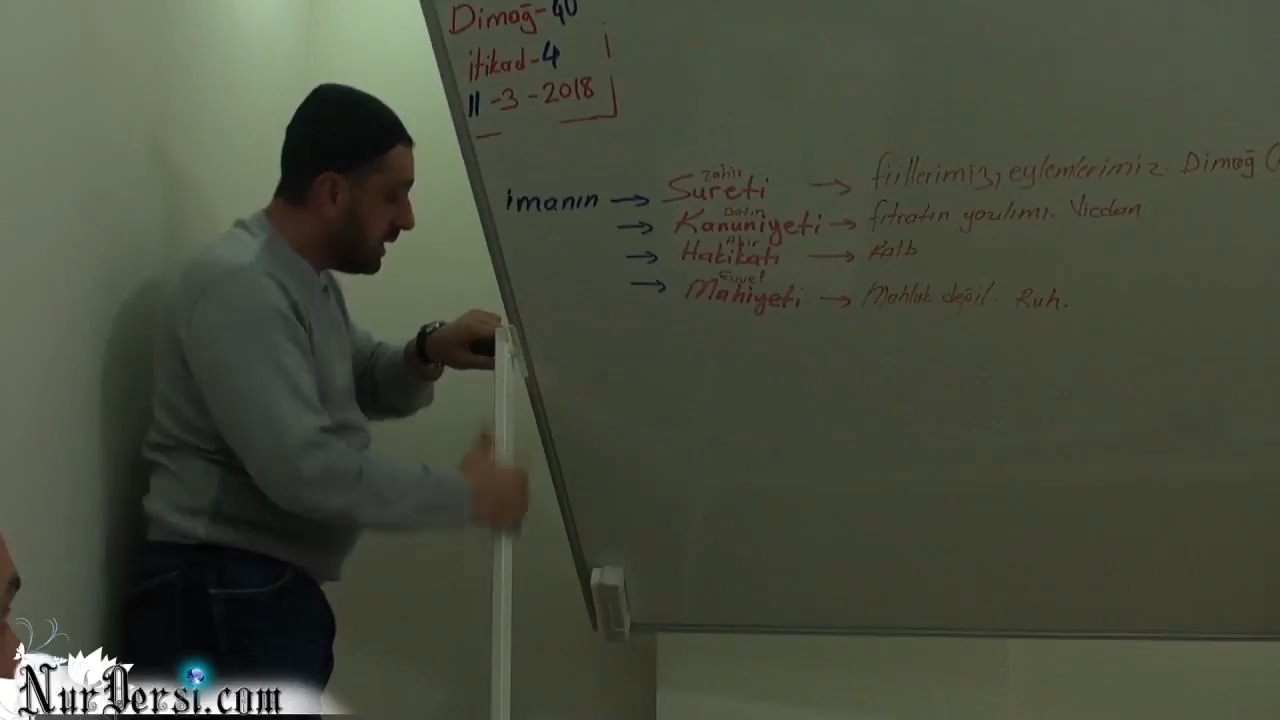 Dimağ-40
itikad-4
11-3-2018
imanın → Zahir Sureti → fiillerimiz, eylemlerimiz. Dimağ (
→ Batın Kanuniyeti → fıtratın yazılımı. Vicdan
→ Ahir Hakikatı → Kalb
→ Evvel Mahiyeti → Mahluk değil. Ruh.
NurDersi.com